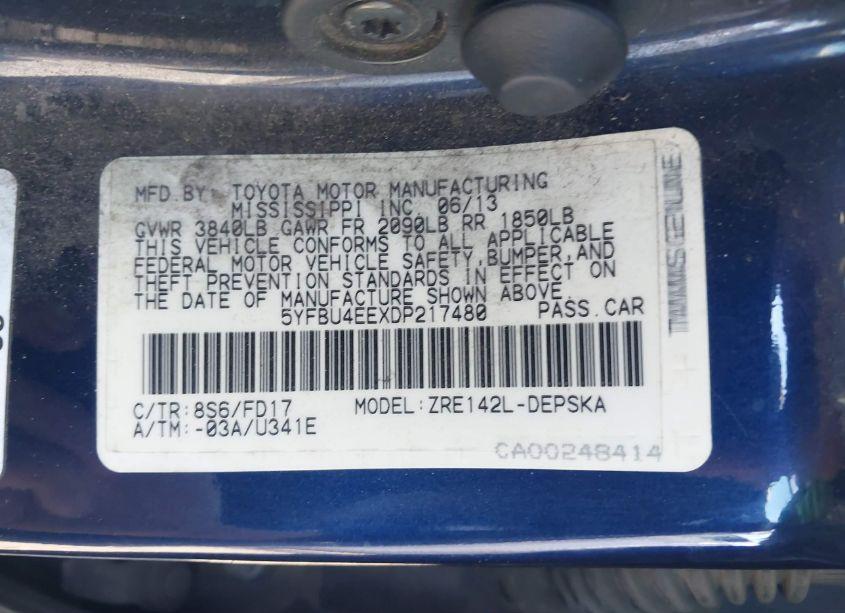 MFD.BY: TOYOTA MOTOR MANUFACTURING
MISSISSIPPI INC. 06/13
GVWR 3840LB GAWR FR 2090LB RR 1850LB
THIS VEHICLE CONFORMS TO ALL APPLICABLE
FEDERAL MOTOR VEHICLE SAFETY,BUMPER,AND
THEFT PREVENTION STANDARDS IN EFFECT ON
THE DATE OF MANUFACTURE SHOWN ABOVE.
5YFBU4EEXDP217480 PASS.CAR
C/TR:8S6/FD17 MODEL:ZRE142L-DEPSKA
A/TM:-03A/U341E
CA00248414